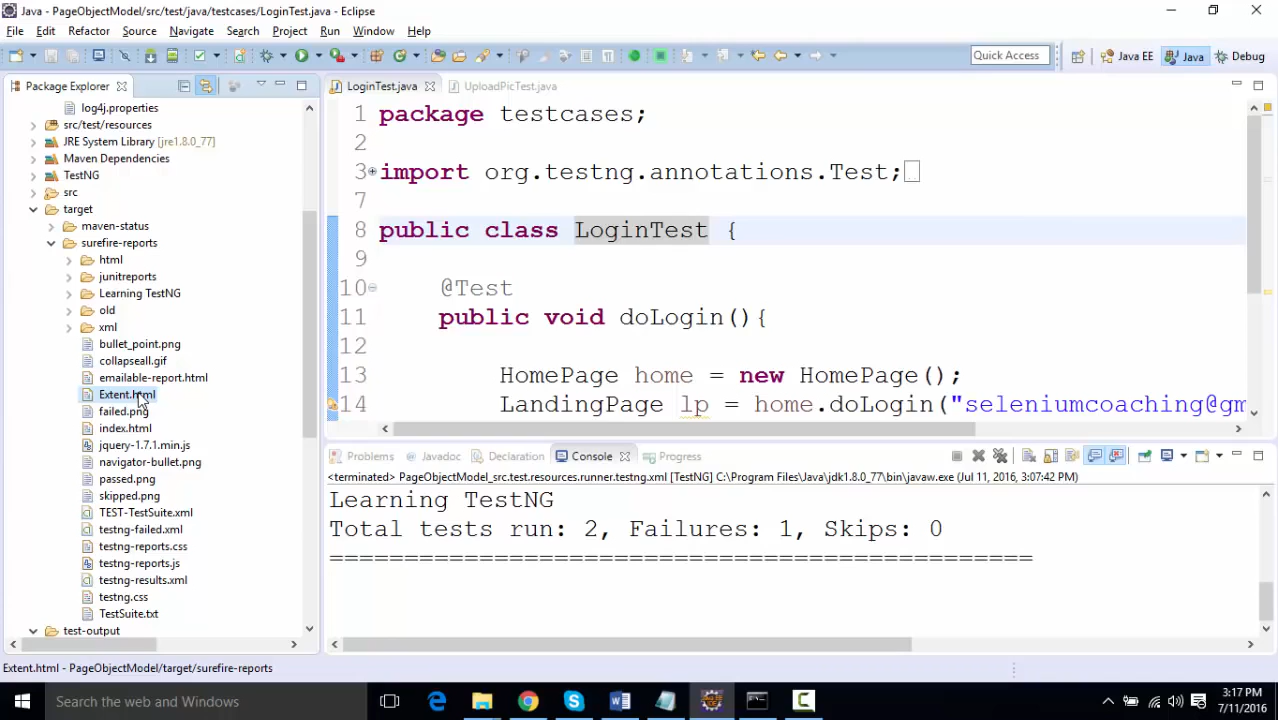 Java - PageObjectModel/src/test/java/testcases/LoginTest.java - Eclipse
File Edit Refactor Source Navigate Search Project Run Window Help
Quick Access
Java EE
Java
Debug
Package Explorer
log4j.properties
src/test/resources
JRE System Library [jre1.8.0_77]
Maven Dependencies
TestNG
src
target
maven-status
surefire-reports
html
junitreports
Learning TestNG
old
xml
bullet_point.png
collapseall.gif
emailable-report.html
Extent.html
failed.png
index.html
jquery-1.7.1.min.js
navigator-bullet.png
passed.png
skipped.png
TEST-TestSuite.xml
testng-failed.xml
testng-reports.css
testng-reports.js
testng-results.xml
testng.css
TestSuite.txt
test-output
LoginTest.java
UploadPicTest.java
1 package testcases;
2
3 import org.testng.annotations.Test;
7
8 public class LoginTest {
9
10 @Test
11 public void doLogin(){
12
13 HomePage home = new HomePage();
14 LandingPage lp = home.doLogin("seleniumcoaching@gm
Problems Javadoc Declaration Console Progress
<terminated> PageObjectModel_src.test.resources.runner.testng.xml [TestNG] C:\Program Files\Java\jdk1.8.0_77\bin\javaw.exe (Jul 11, 2016, 3:07:42 PM)
Learning TestNG
Total tests run: 2, Failures: 1, Skips: 0
===============================================
Extent.html - PageObjectModel/target/surefire-reports
Search the web and Windows
3:17 PM
7/11/2016